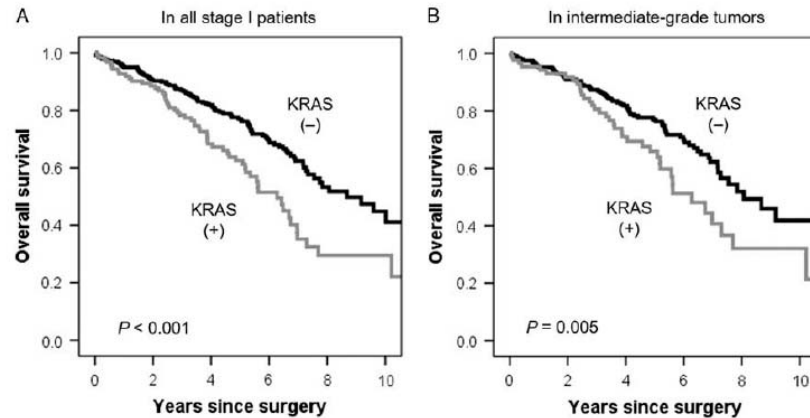 A
In all stage I patients
Overall survival
1.0
0.8
0.6
0.4
0.2
0.0
KRAS
(–)
KRAS
(+)
P < 0.001
0 2 4 6 8 10
Years since surgery
B
In intermediate-grade tumors
Overall survival
1.0
0.8
0.6
0.4
0.2
0.0
KRAS
(–)
KRAS
(+)
P = 0.005
0 2 4 6 8 10
Years since surgery